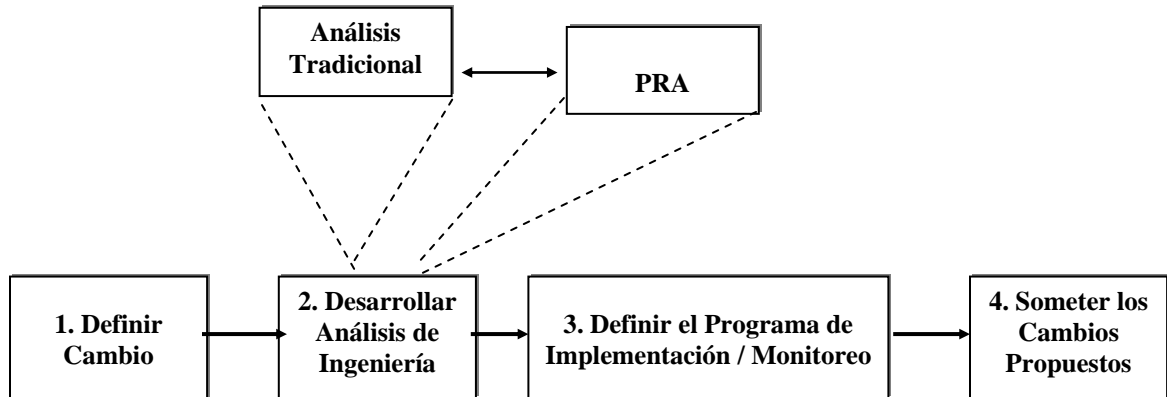 Análisis
Tradicional
PRA
1. Definir
Cambio
2. Desarrollar
Análisis de
Ingeniería
3. Definir el Programa de
Implementación / Monitoreo
4. Someter los
Cambios
Propuestos